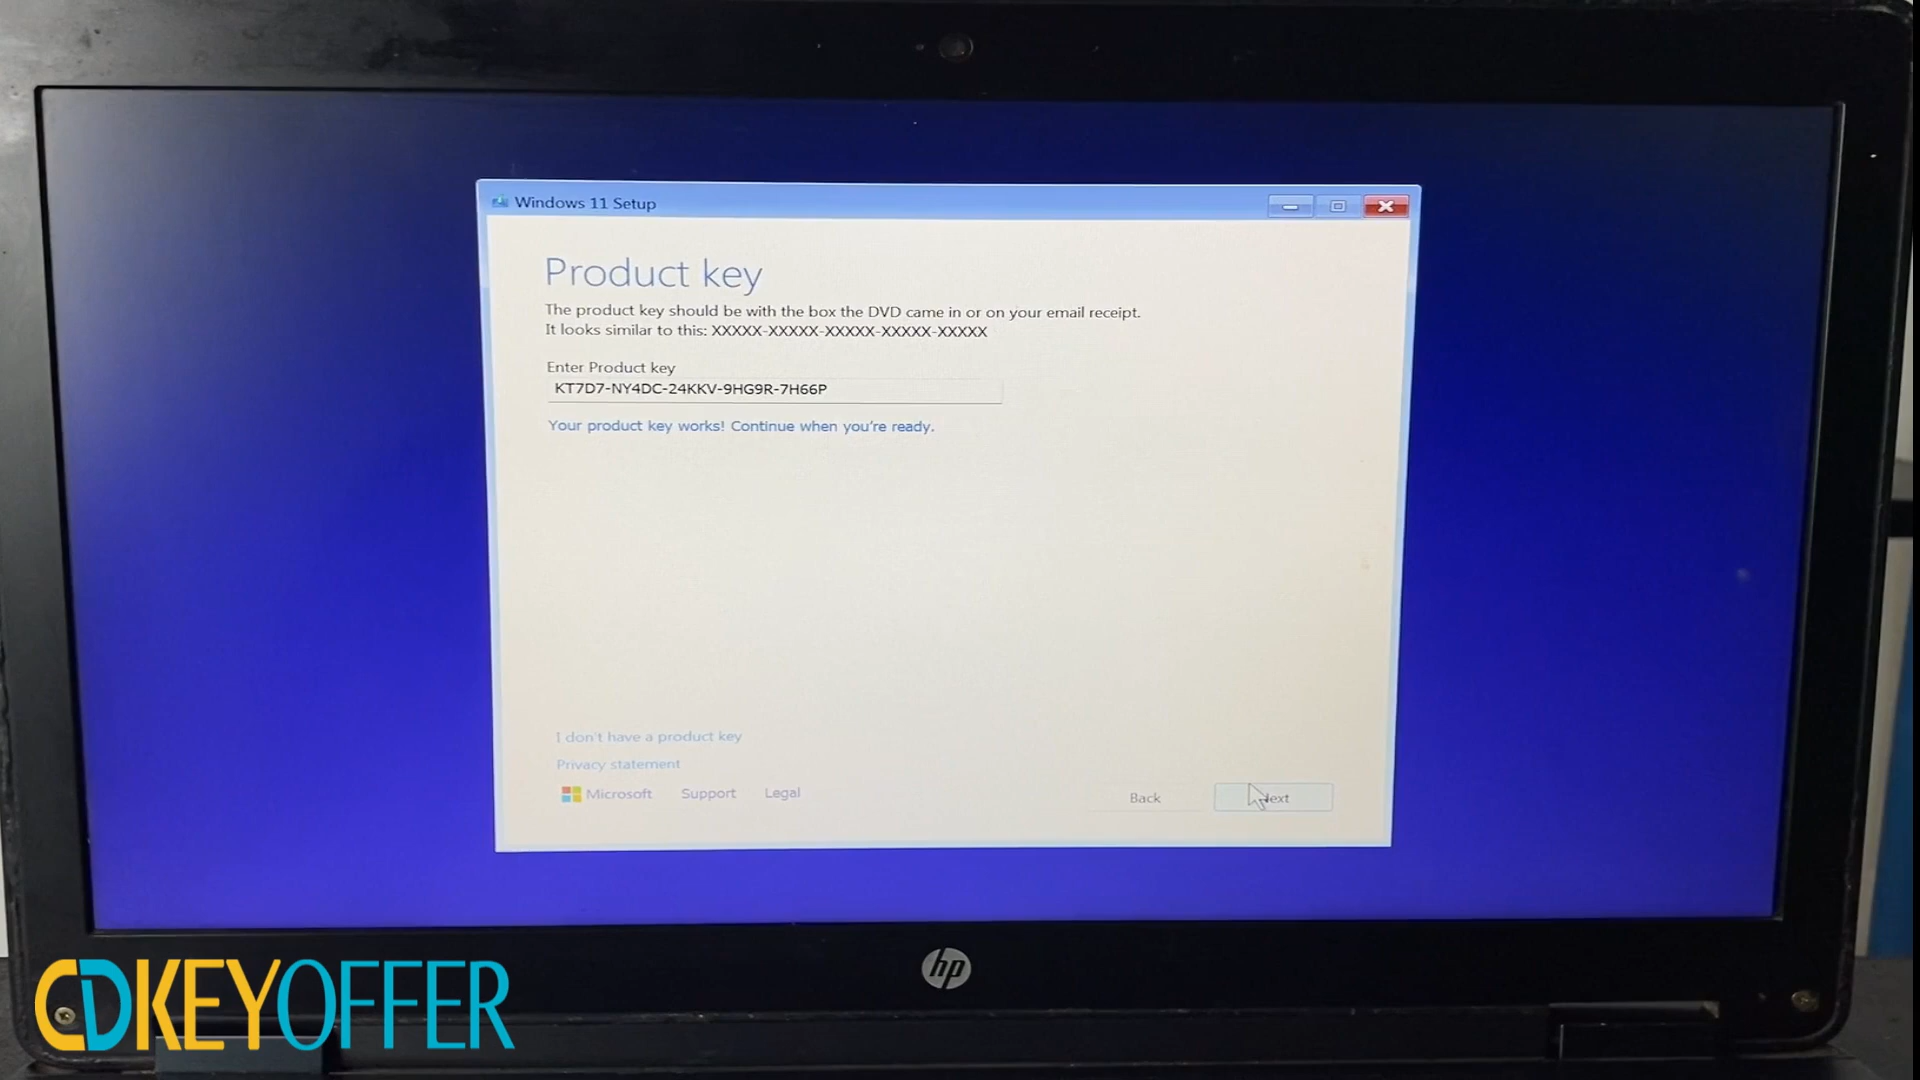 Windows 11 Setup
Product key
The product key should be with the box the DVD came in or on your email receipt.
It looks similar to this: XXXXX-XXXXX-XXXXX-XXXXX-XXXXX
Enter Product key
KT7D7-NY4DC-24KKV-9HG9R-7H66P
Your product key works! Continue when you're ready.
I don't have a product key
Privacy statement
Microsoft Support Legal
Back Next
hp
CDKEYOFFER